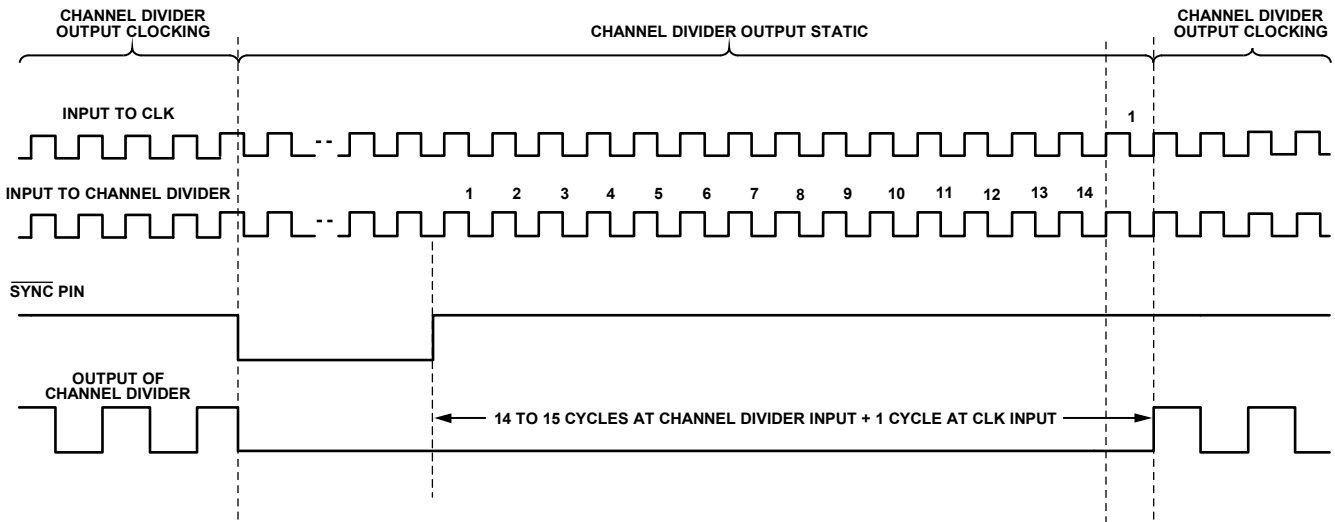 CHANNEL DIVIDER
OUTPUT CLOCKING
CHANNEL DIVIDER OUTPUT STATIC
CHANNEL DIVIDER
OUTPUT CLOCKING
INPUT TO CLK
1
INPUT TO CHANNEL DIVIDER
1 2 3 4 5 6 7 8 9 10 11 12 13 14
SYNC PIN
OUTPUT OF
CHANNEL DIVIDER
14 TO 15 CYCLES AT CHANNEL DIVIDER INPUT + 1 CYCLE AT CLK INPUT